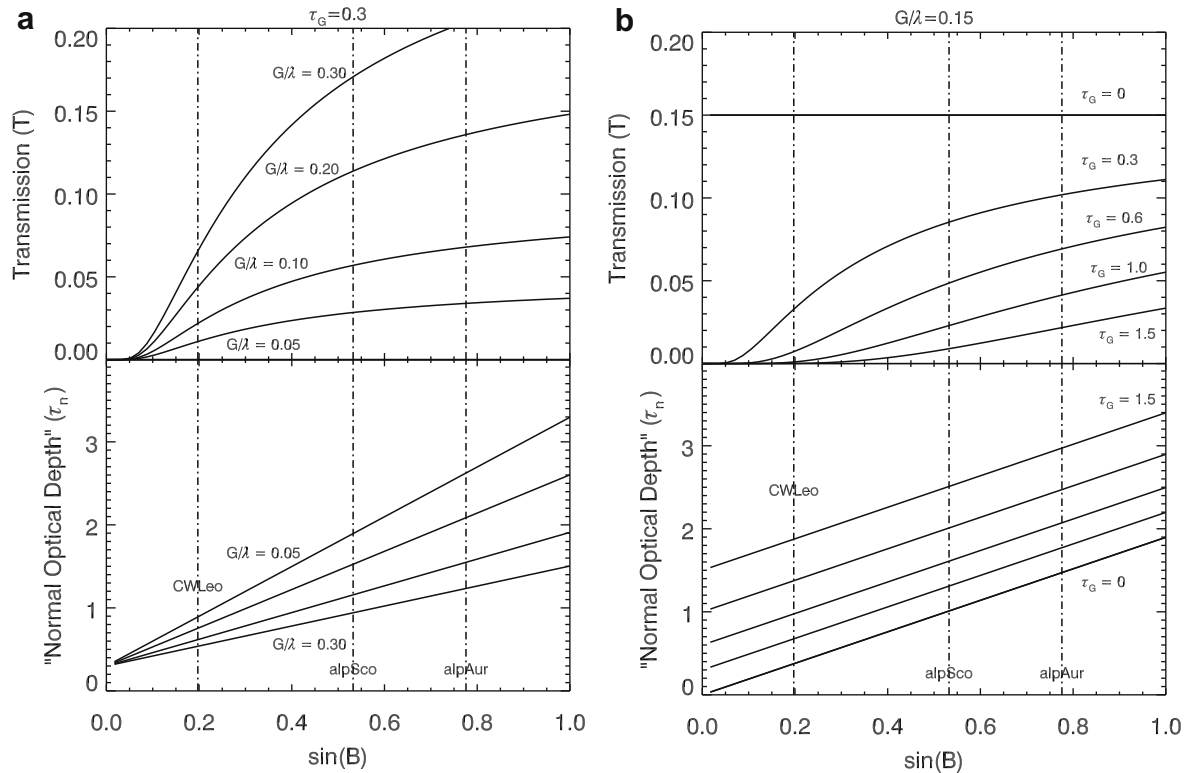 a
τG=0.3
0.20
0.15
0.10
0.05
0.00
Transmission (T)
G/λ = 0.30
G/λ = 0.20
G/λ = 0.10
G/λ = 0.05
3
2
1
0
"Normal Optical Depth" (τn)
G/λ = 0.05
CWLeo
G/λ = 0.30
alpSco
alpAur
0.0 0.2 0.4 0.6 0.8 1.0
sin(B)
b
G/λ=0.15
0.20
0.15
0.10
0.05
0.00
Transmission (T)
τG = 0
τG = 0.3
τG = 0.6
τG = 1.0
τG = 1.5
3
2
1
0
"Normal Optical Depth" (τn)
τG = 1.5
CWLeo
τG = 0
alpSco
alpAur
0.0 0.2 0.4 0.6 0.8 1.0
sin(B)